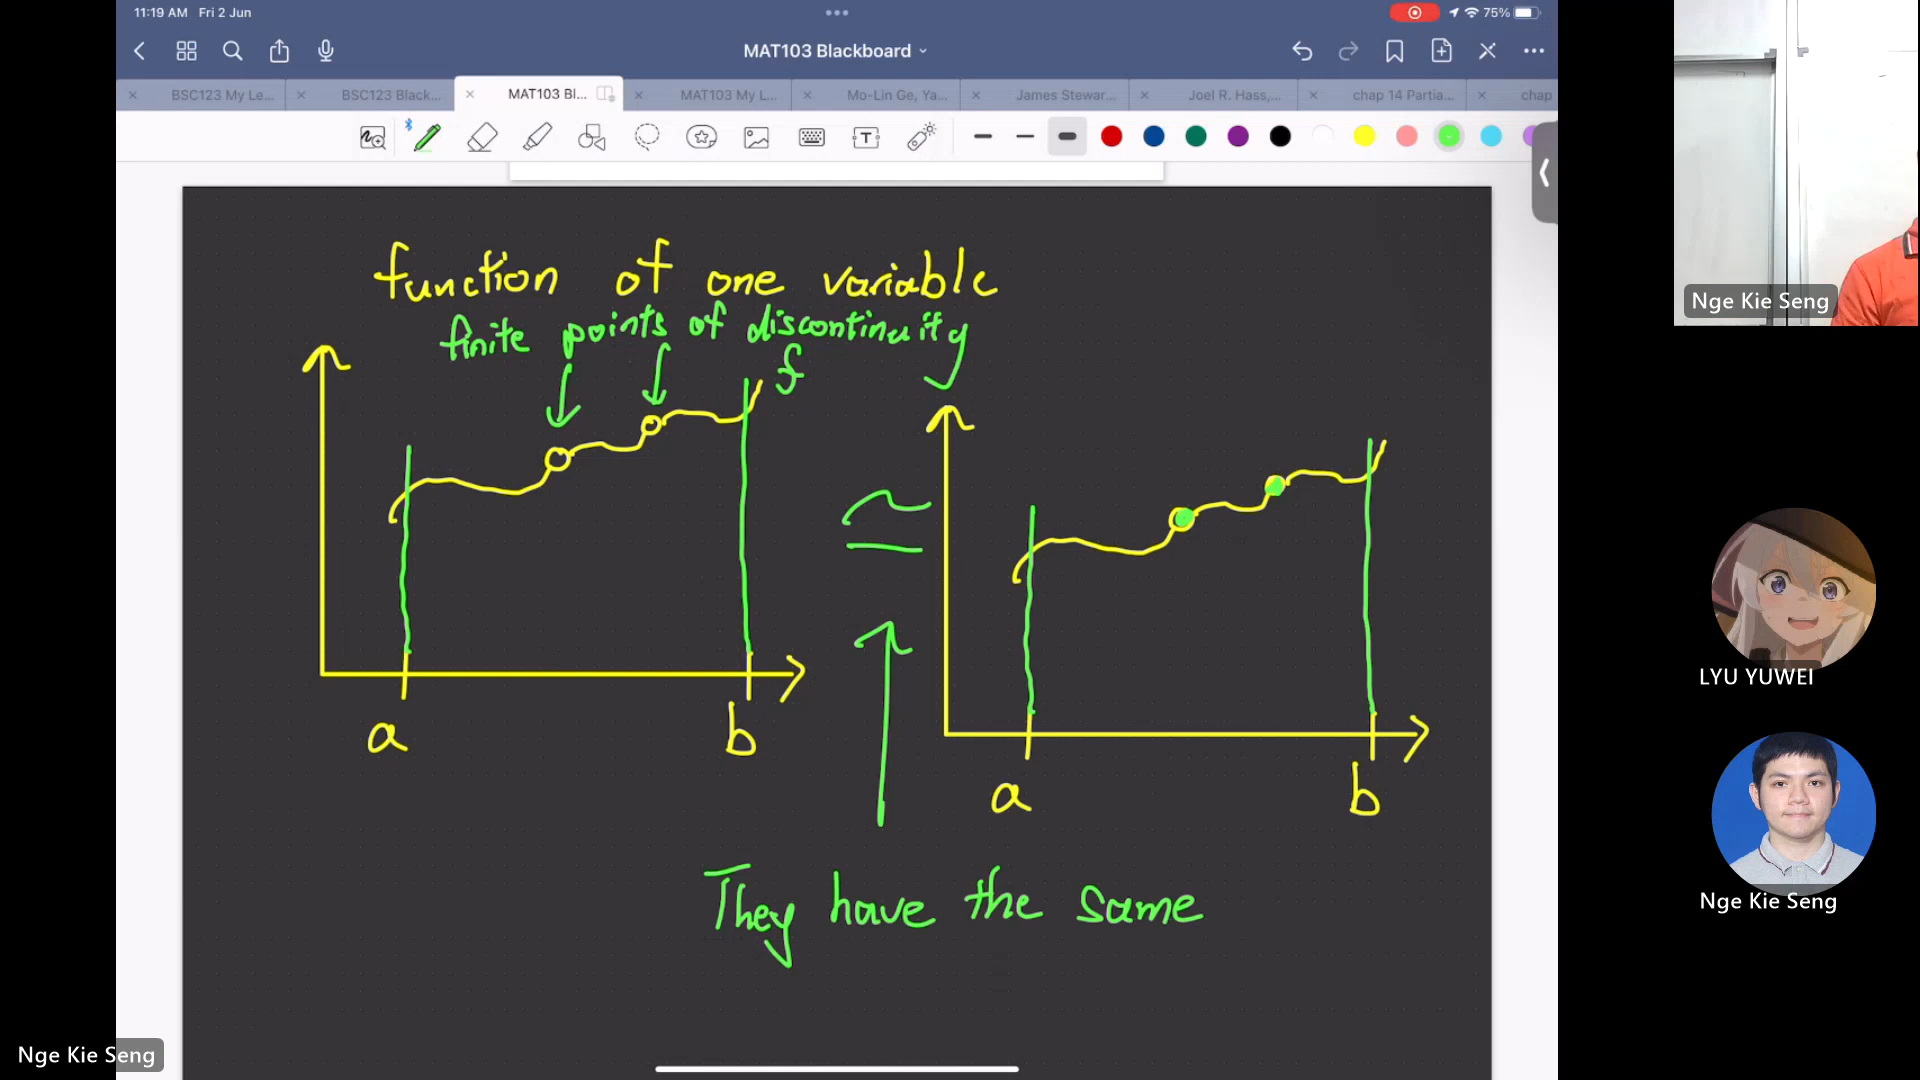 11:19 AM Fri 2 Jun
75%
MAT103 Blackboard
BSC123 My Le...
BSC123 Black...
MAT103 Bl...
MAT103 My L...
Mo-Lin Ge, Ya...
James Stewar...
Joel R. Hass,...
chap 14 Partia...
chap
T
function of one variable
finite points of discontinuity
f
≃
a
b
a
b
They have the same
Nge Kie Seng
LYU YUWEI
Nge Kie Seng
Nge Kie Seng